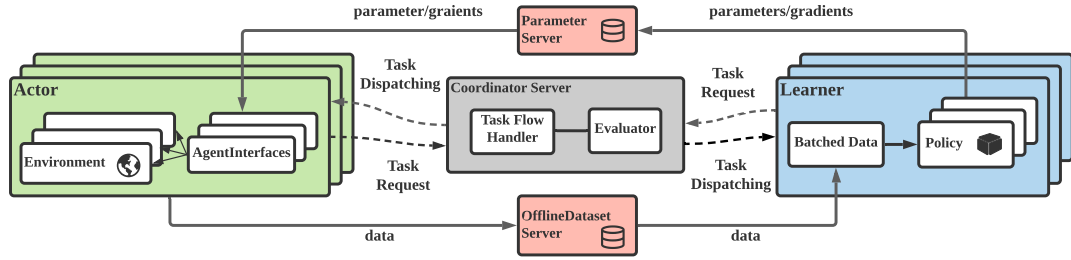 parameter/graients
Parameter
Server
parameters/gradients
Actor
Task
Dispatching
Coordinator Server
Task
Request
Learner
Environment
AgentInterfaces
Task Flow
Handler
Evaluator
Batched Data
Policy
Task
Request
Task
Dispatching
OfflineDataset
Server
data
data